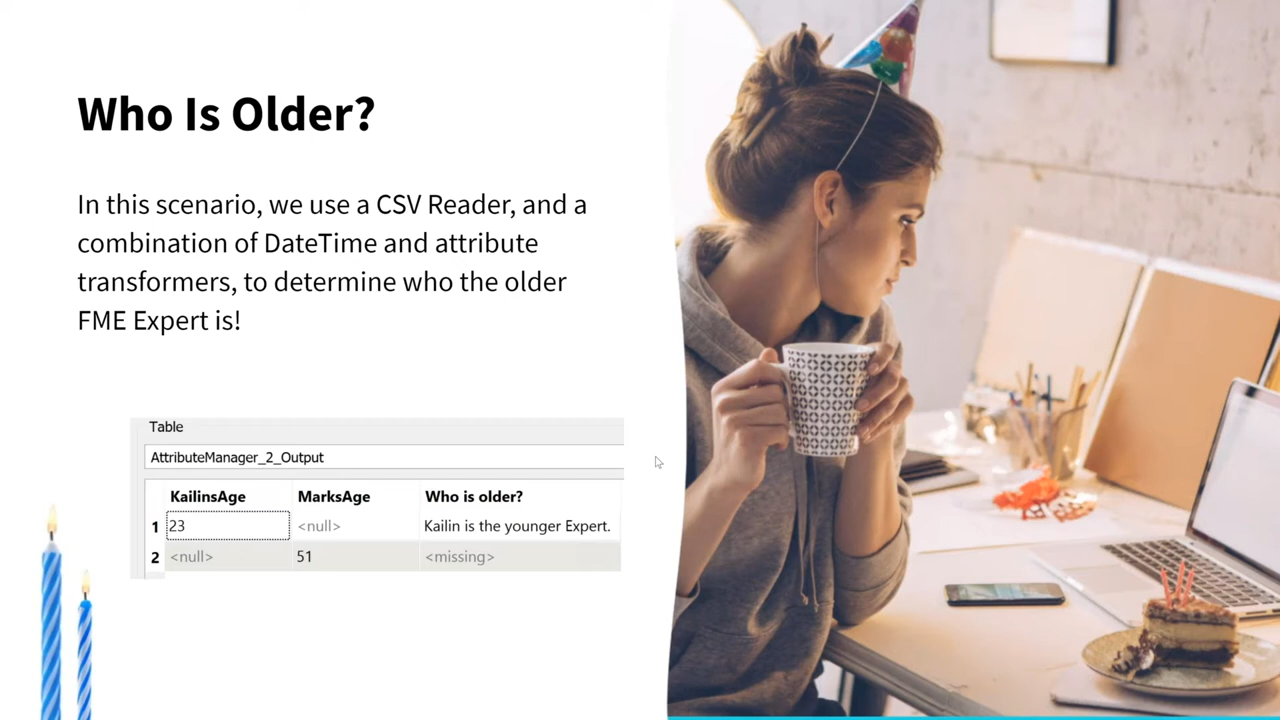 Who Is Older?
In this scenario, we use a CSV Reader, and a
combination of DateTime and attribute
transformers, to determine who the older
FME Expert is!
Table
AttributeManager_2_Output
KailinsAge MarksAge Who is older?
1 23 <null> Kailin is the younger Expert.
2 <null> 51 <missing>